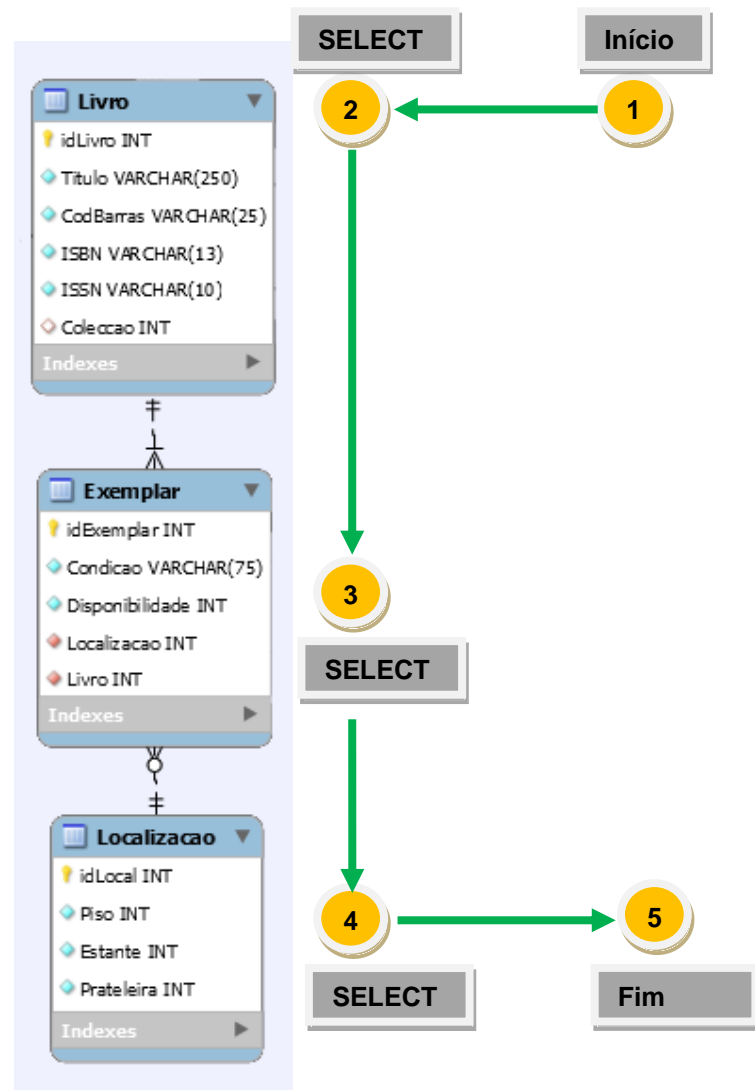 SELECT
Início
2
1
Livro
idLivro INT
Titulo VARCHAR(250)
CodBarras VARCHAR(25)
ISBN VARCHAR(13)
ISSN VARCHAR(10)
Coleccao INT
Indexes
Exemplar
idExemplar INT
Condicao VARCHAR(75)
Disponibilidade INT
Localizacao INT
Livro INT
Indexes
3
SELECT
Localizacao
idLocal INT
Piso INT
Estante INT
Prateleira INT
Indexes
4
5
SELECT
Fim